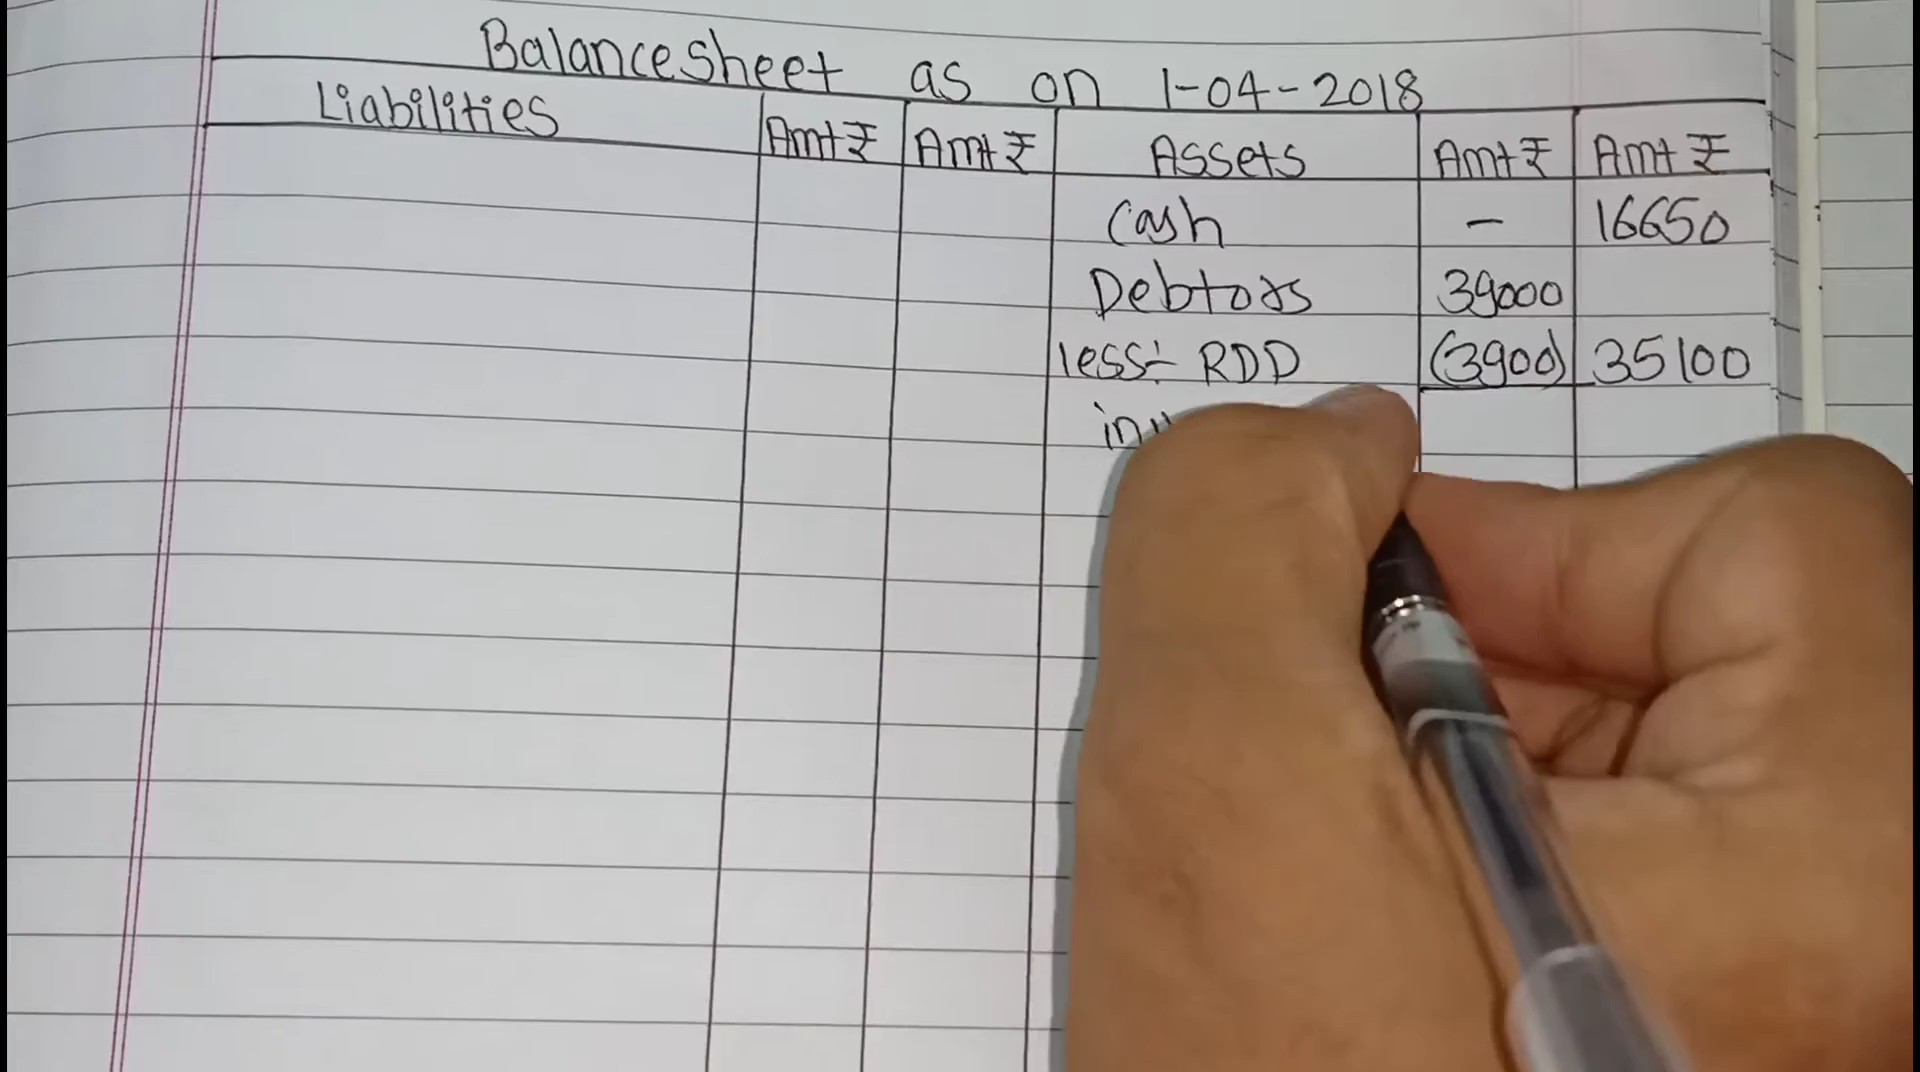 Balancesheet as on 1-04-2018
Liabilities Amt ₹ Amt ₹ Assets Amt ₹ Amt ₹
Cash - 16650
Debtors 39000
less:- RDD (3900) 35100